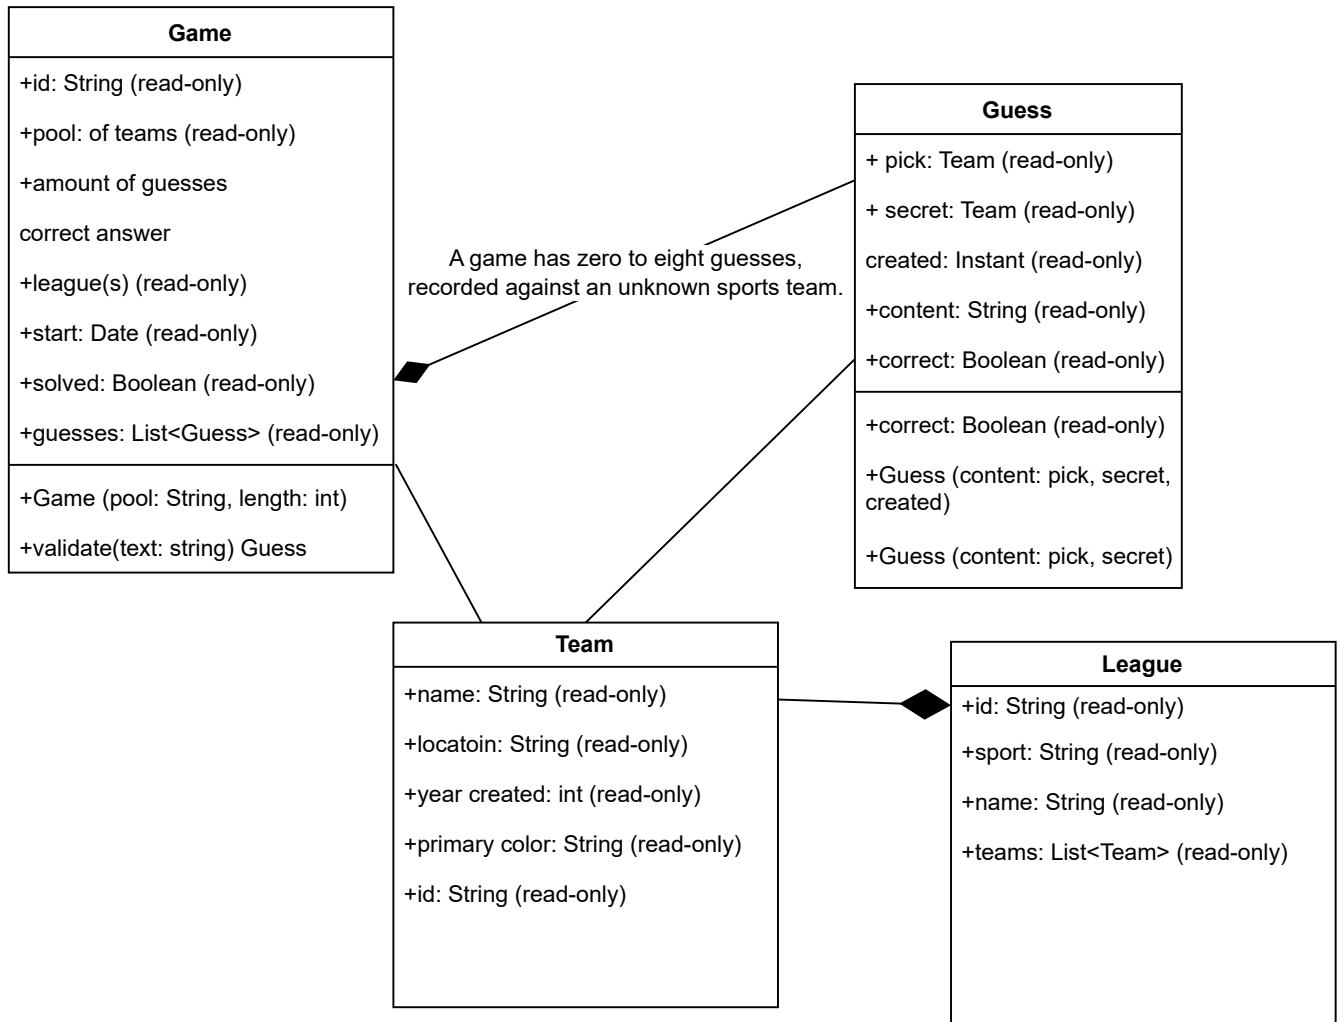 Game
+id: String (read-only)
+pool: of teams (read-only)
+amount of guesses
correct answer
+league(s) (read-only)
+start: Date (read-only)
+solved: Boolean (read-only)
+guesses: List<Guess> (read-only)
+Game (pool: String, length: int)
+validate(text: string) Guess
A game has zero to eight guesses,
recorded against an unknown sports team.
Guess
+ pick: Team (read-only)
+ secret: Team (read-only)
created: Instant (read-only)
+content: String (read-only)
+correct: Boolean (read-only)
+correct: Boolean (read-only)
+Guess (content: pick, secret,
created)
+Guess (content: pick, secret)
Team
+name: String (read-only)
+locatoin: String (read-only)
+year created: int (read-only)
+primary color: String (read-only)
+id: String (read-only)
League
+id: String (read-only)
+sport: String (read-only)
+name: String (read-only)
+teams: List<Team> (read-only)